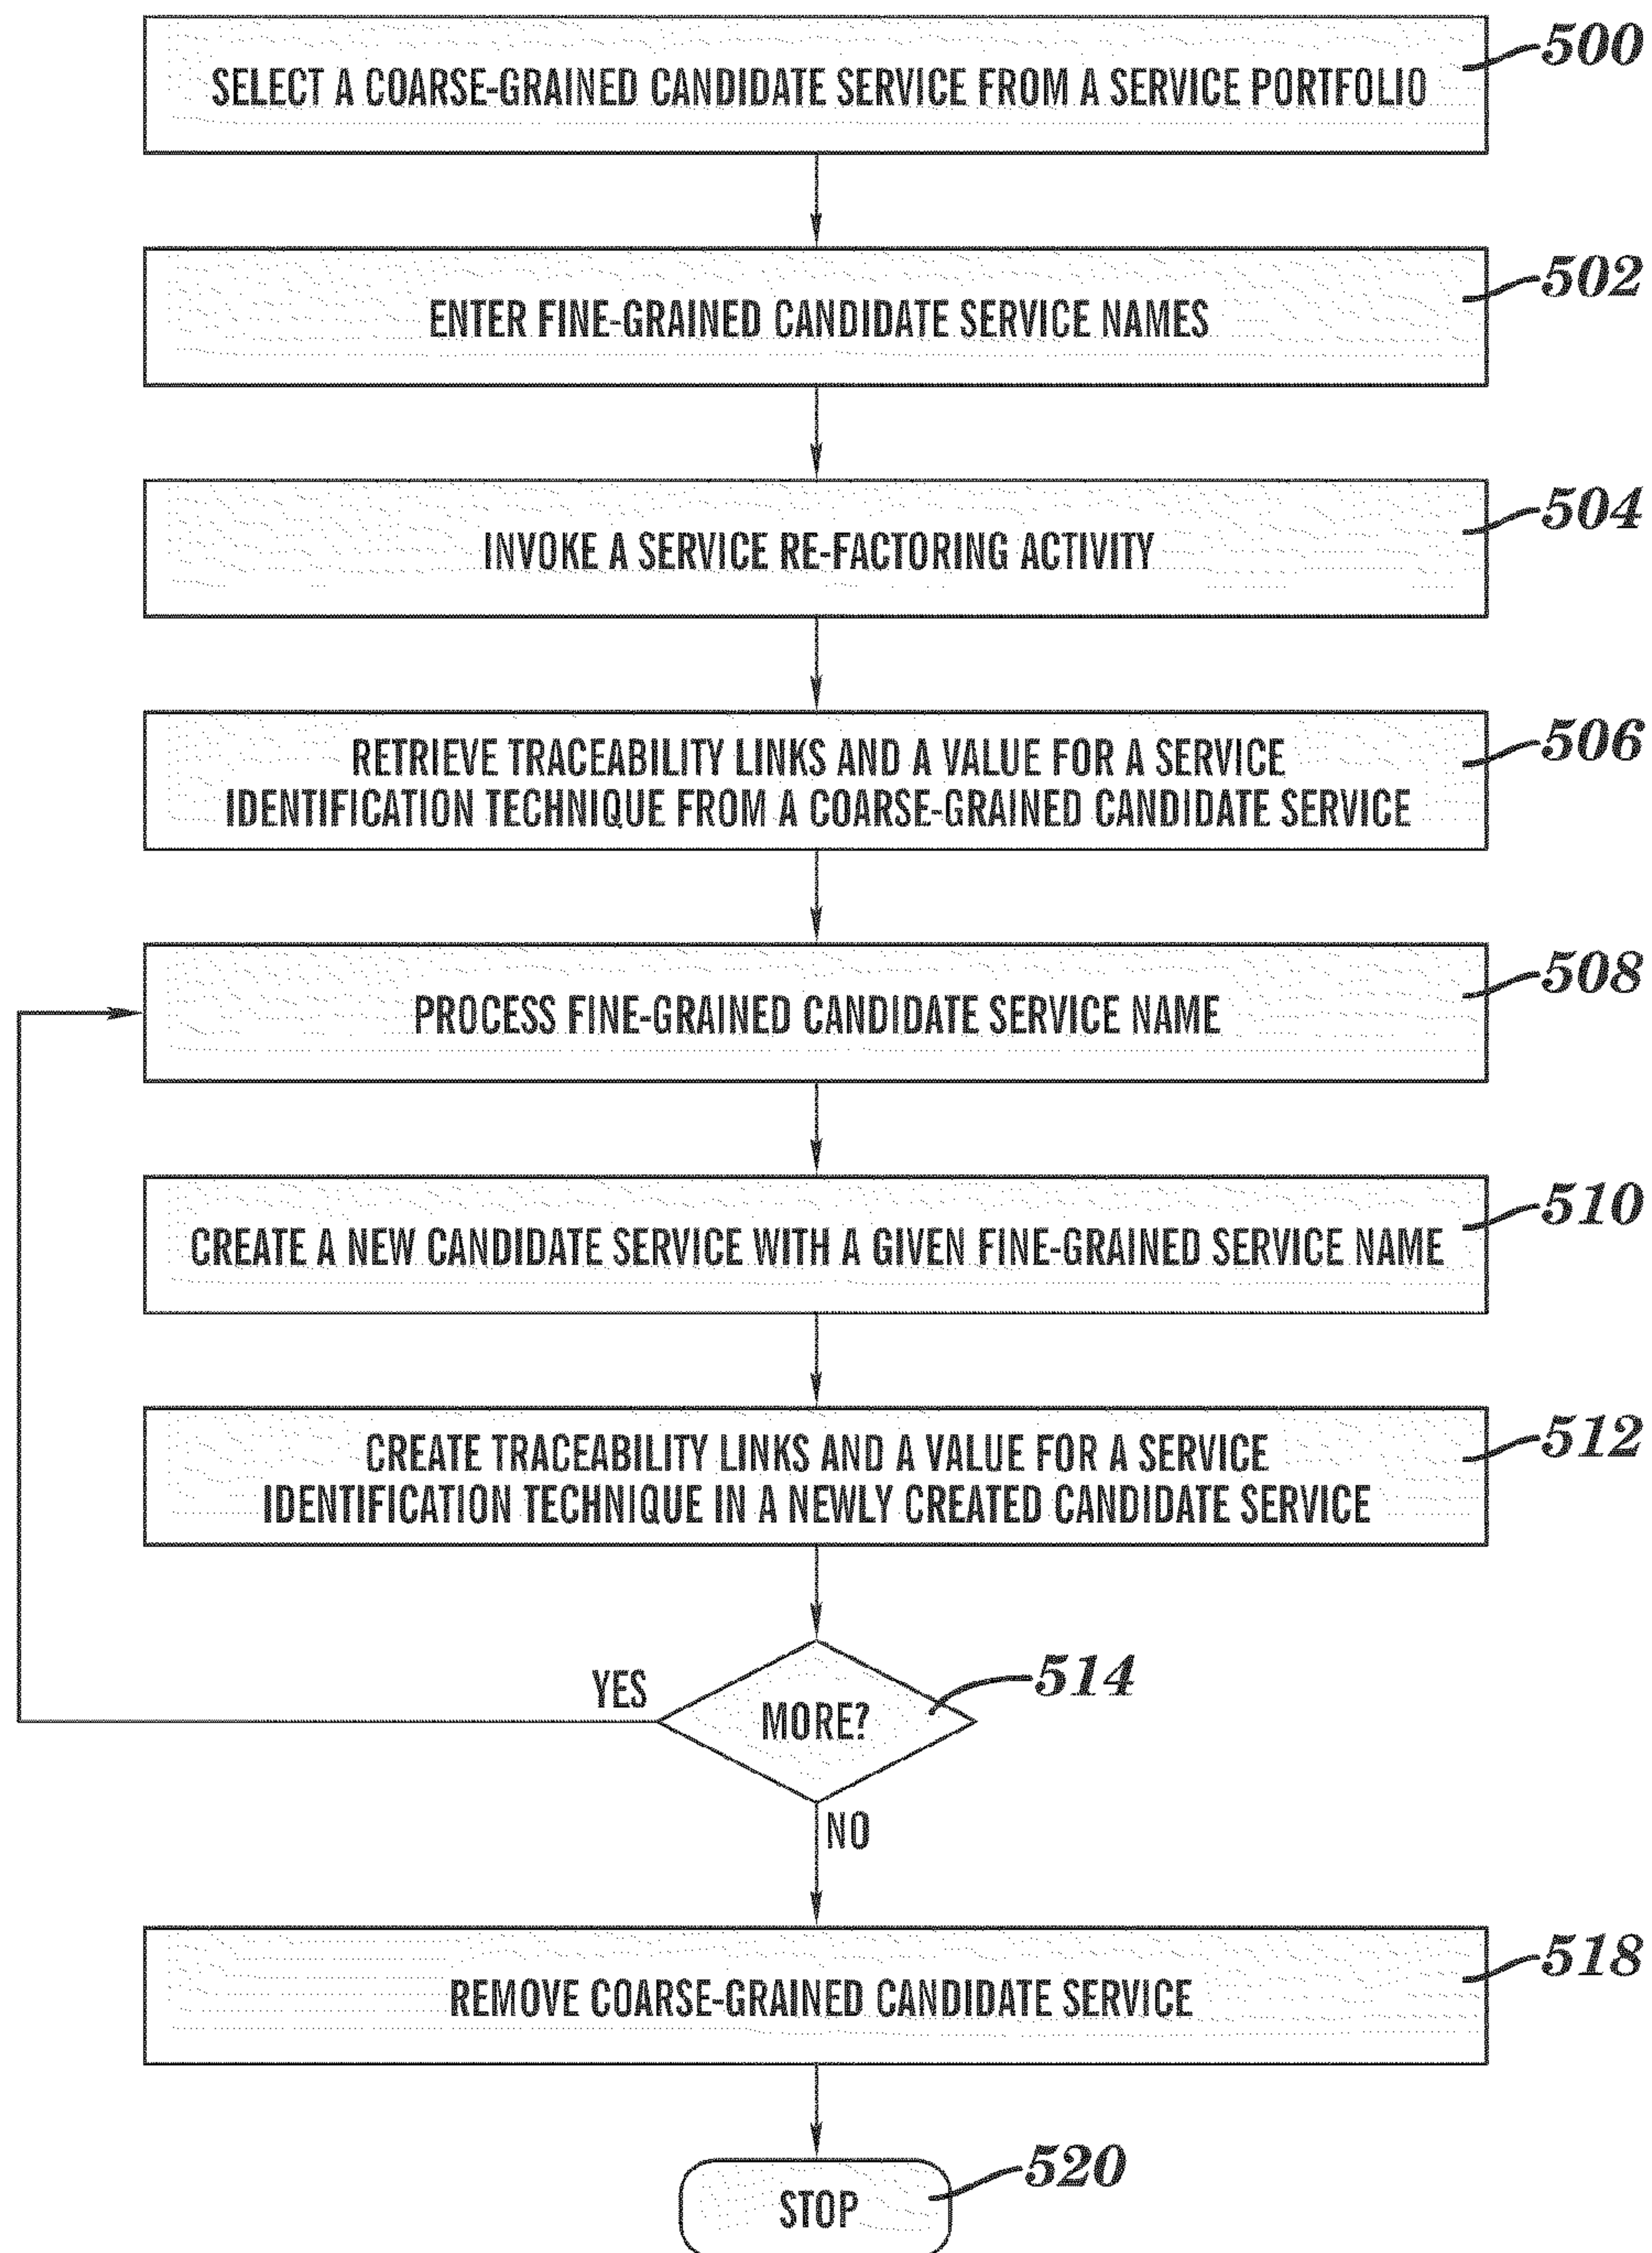 SELECT A COARSE-GRAINED CANDIDATE SERVICE FROM A SERVICE PORTFOLIO
500
ENTER FINE-GRAINED CANDIDATE SERVICE NAMES
502
INVOKE A SERVICE RE-FACTORING ACTIVITY
504
RETRIEVE TRACEABILITY LINKS AND A VALUE FOR A SERVICE
IDENTIFICATION TECHNIQUE FROM A COARSE-GRAINED CANDIDATE SERVICE
506
PROCESS FINE-GRAINED CANDIDATE SERVICE NAME
508
CREATE A NEW CANDIDATE SERVICE WITH A GIVEN FINE-GRAINED SERVICE NAME
510
CREATE TRACEABILITY LINKS AND A VALUE FOR A SERVICE
IDENTIFICATION TECHNIQUE IN A NEWLY CREATED CANDIDATE SERVICE
512
YES
MORE?
514
NO
REMOVE COARSE-GRAINED CANDIDATE SERVICE
518
STOP
520